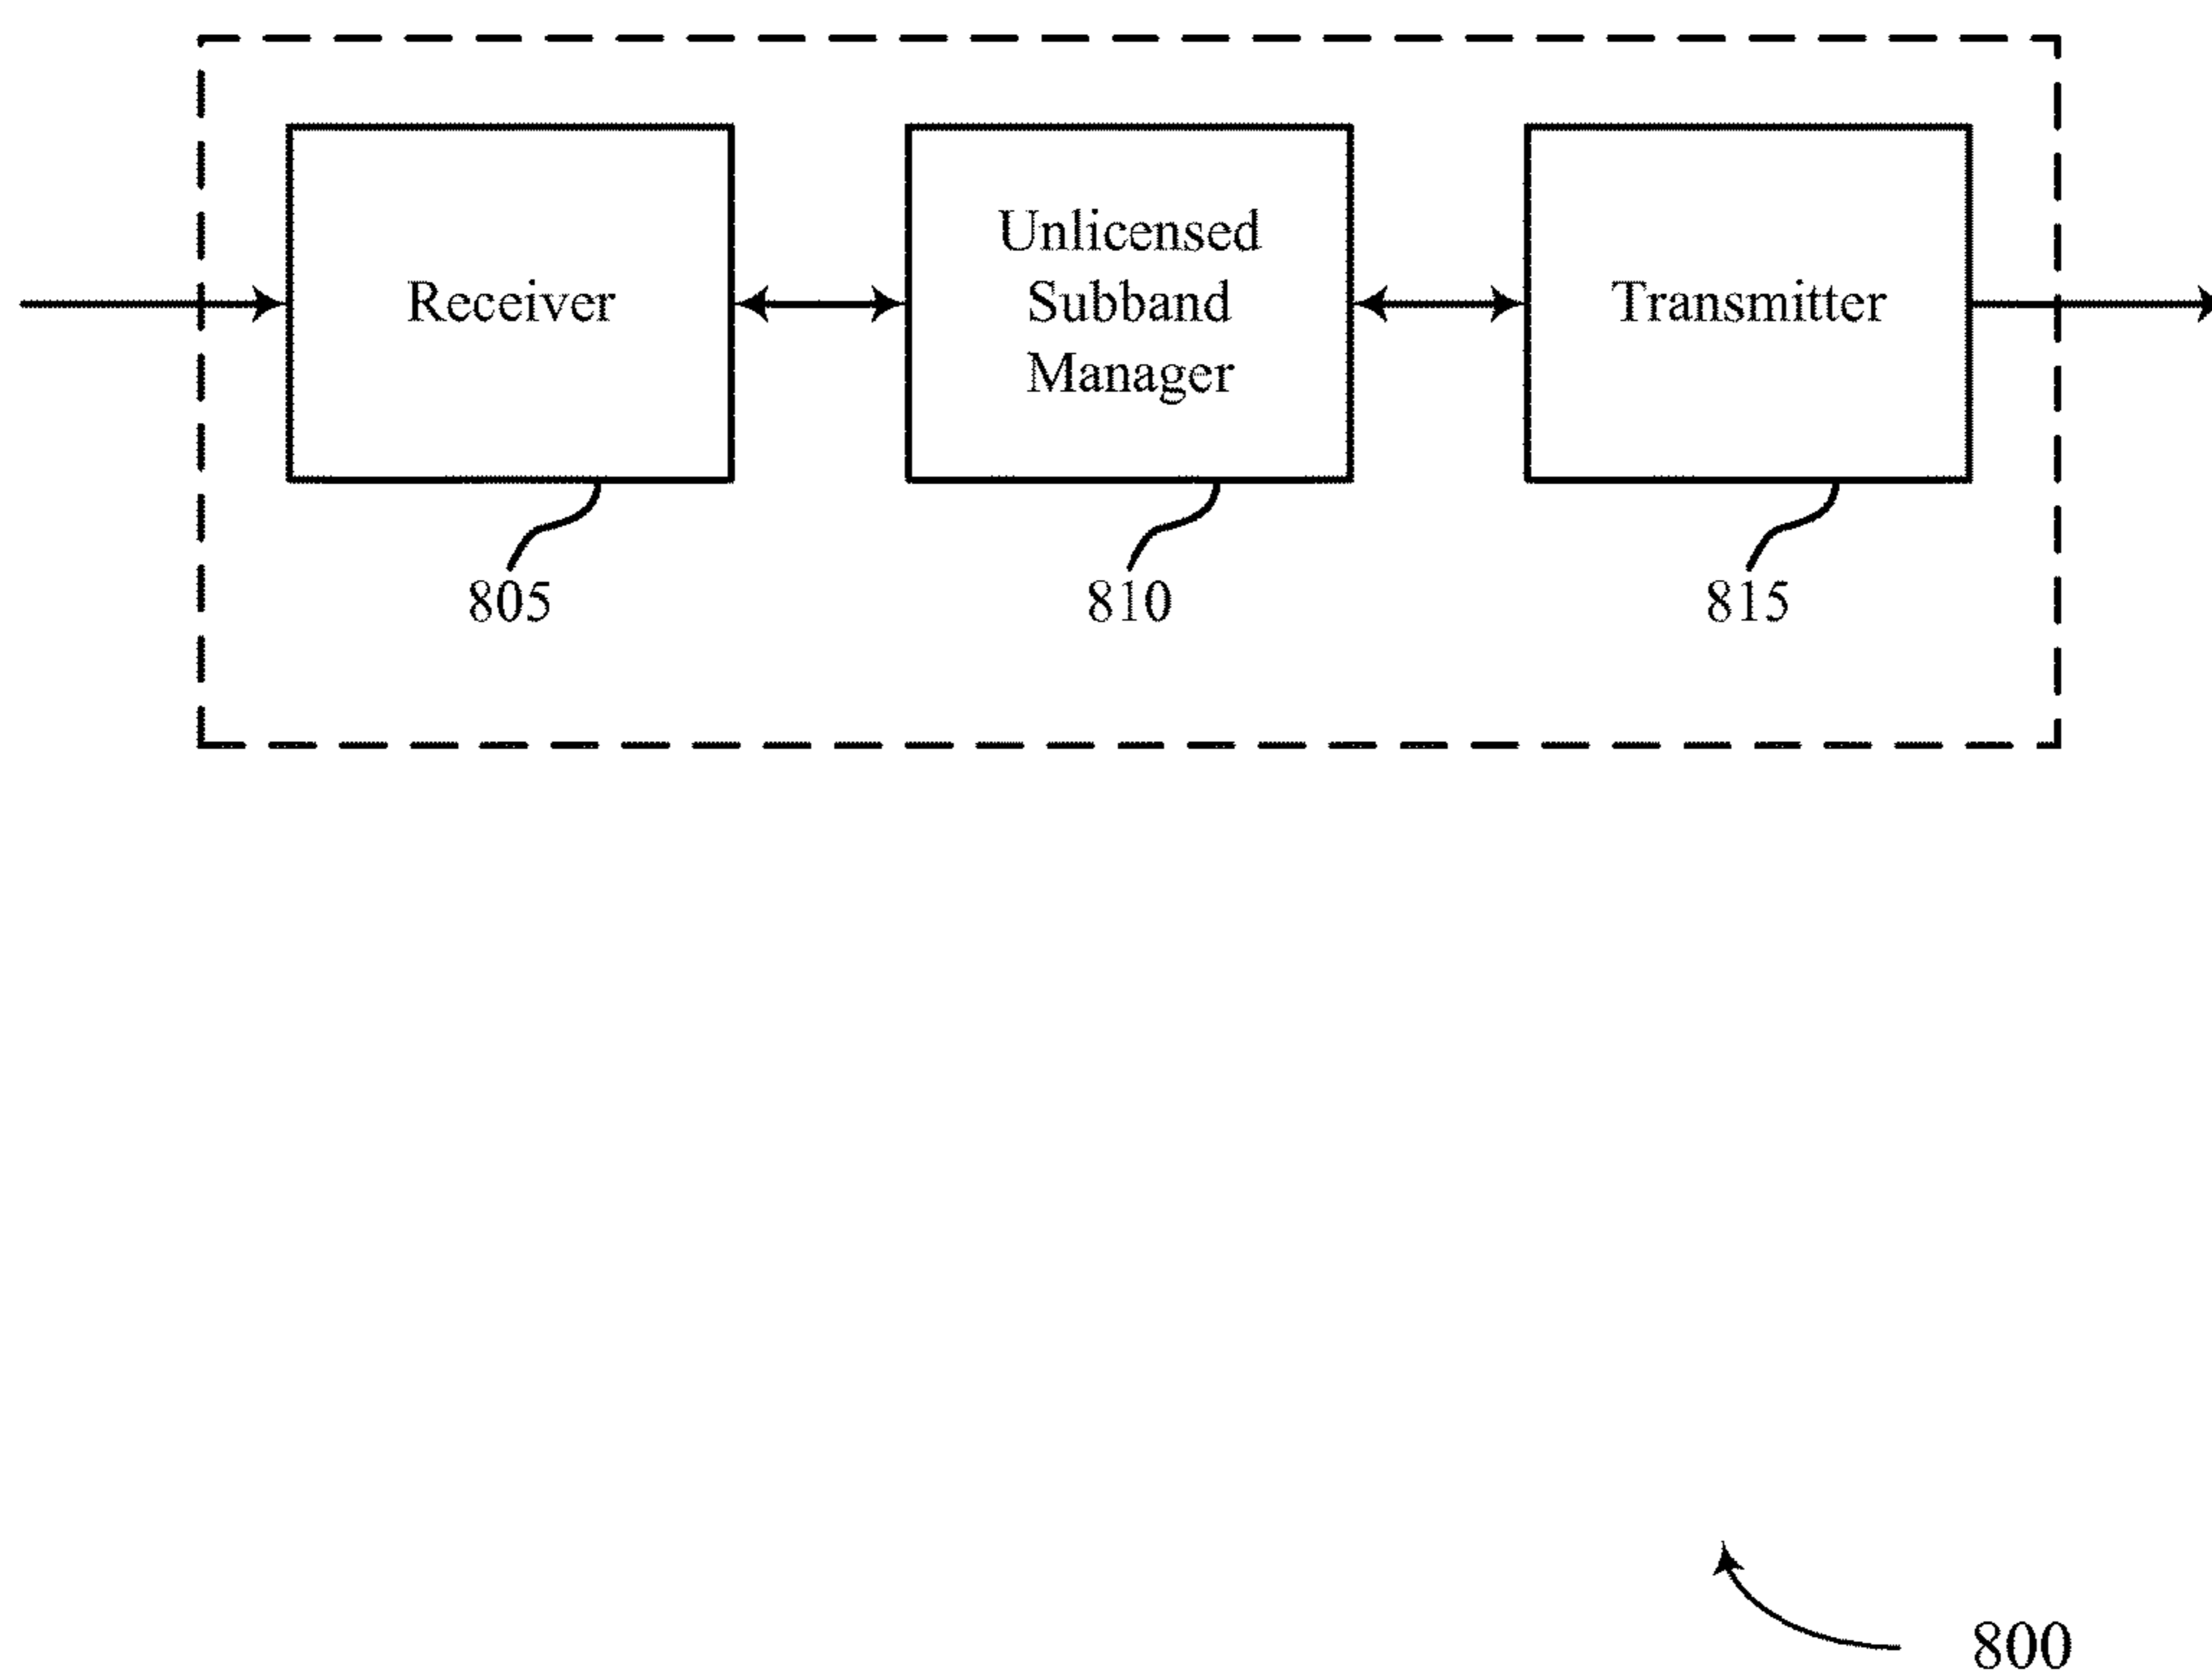 Receiver
Unlicensed
Subband
Manager
Transmitter
805
810
815
800